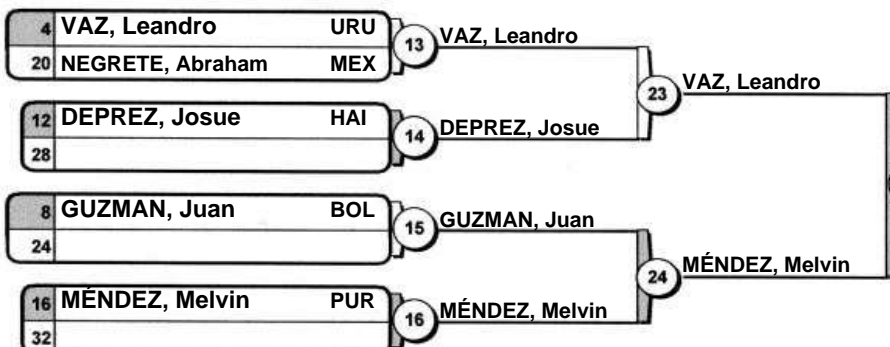 4 VAZ, Leandro URU
20 NEGRETE, Abraham MEX
13 VAZ, Leandro
12 DEPREZ, Josue HAI
28
14 DEPREZ, Josue
23 VAZ, Leandro
8 GUZMAN, Juan BOL
24
15 GUZMAN, Juan
16 MÉNDEZ, Melvin PUR
32
16 MÉNDEZ, Melvin
24 MÉNDEZ, Melvin